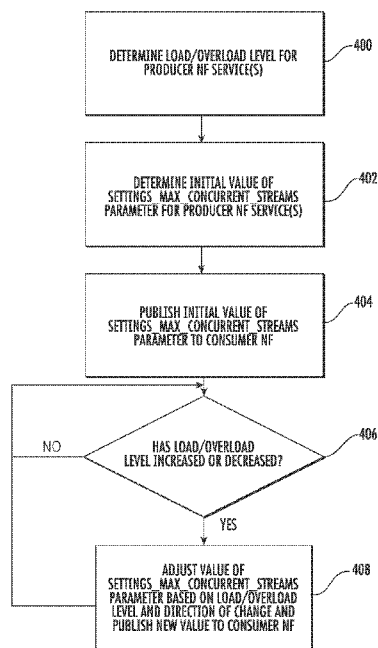 DETERMINE LOAD/OVERLOAD LEVEL FOR
PRODUCER NF SERVICE(S)
400
DETERMINE INITIAL VALUE OF
SETTINGS_MAX_CONCURRENT_STREAMS
PARAMETER FOR PRODUCER NF SERVICE(S)
402
PUBLISH INITIAL VALUE OF
SETTINGS_MAX_CONCURRENT_STREAMS
PARAMETER TO CONSUMER NF
404
HAS LOAD/OVERLOAD
LEVEL INCREASED OR DECREASED?
406
NO
YES
ADJUST VALUE OF
SETTINGS_MAX_CONCURRENT_STREAMS
PARAMETER BASED ON LOAD/OVERLOAD
LEVEL AND DIRECTION OF CHANGE AND
PUBLISH NEW VALUE TO CONSUMER NF
408